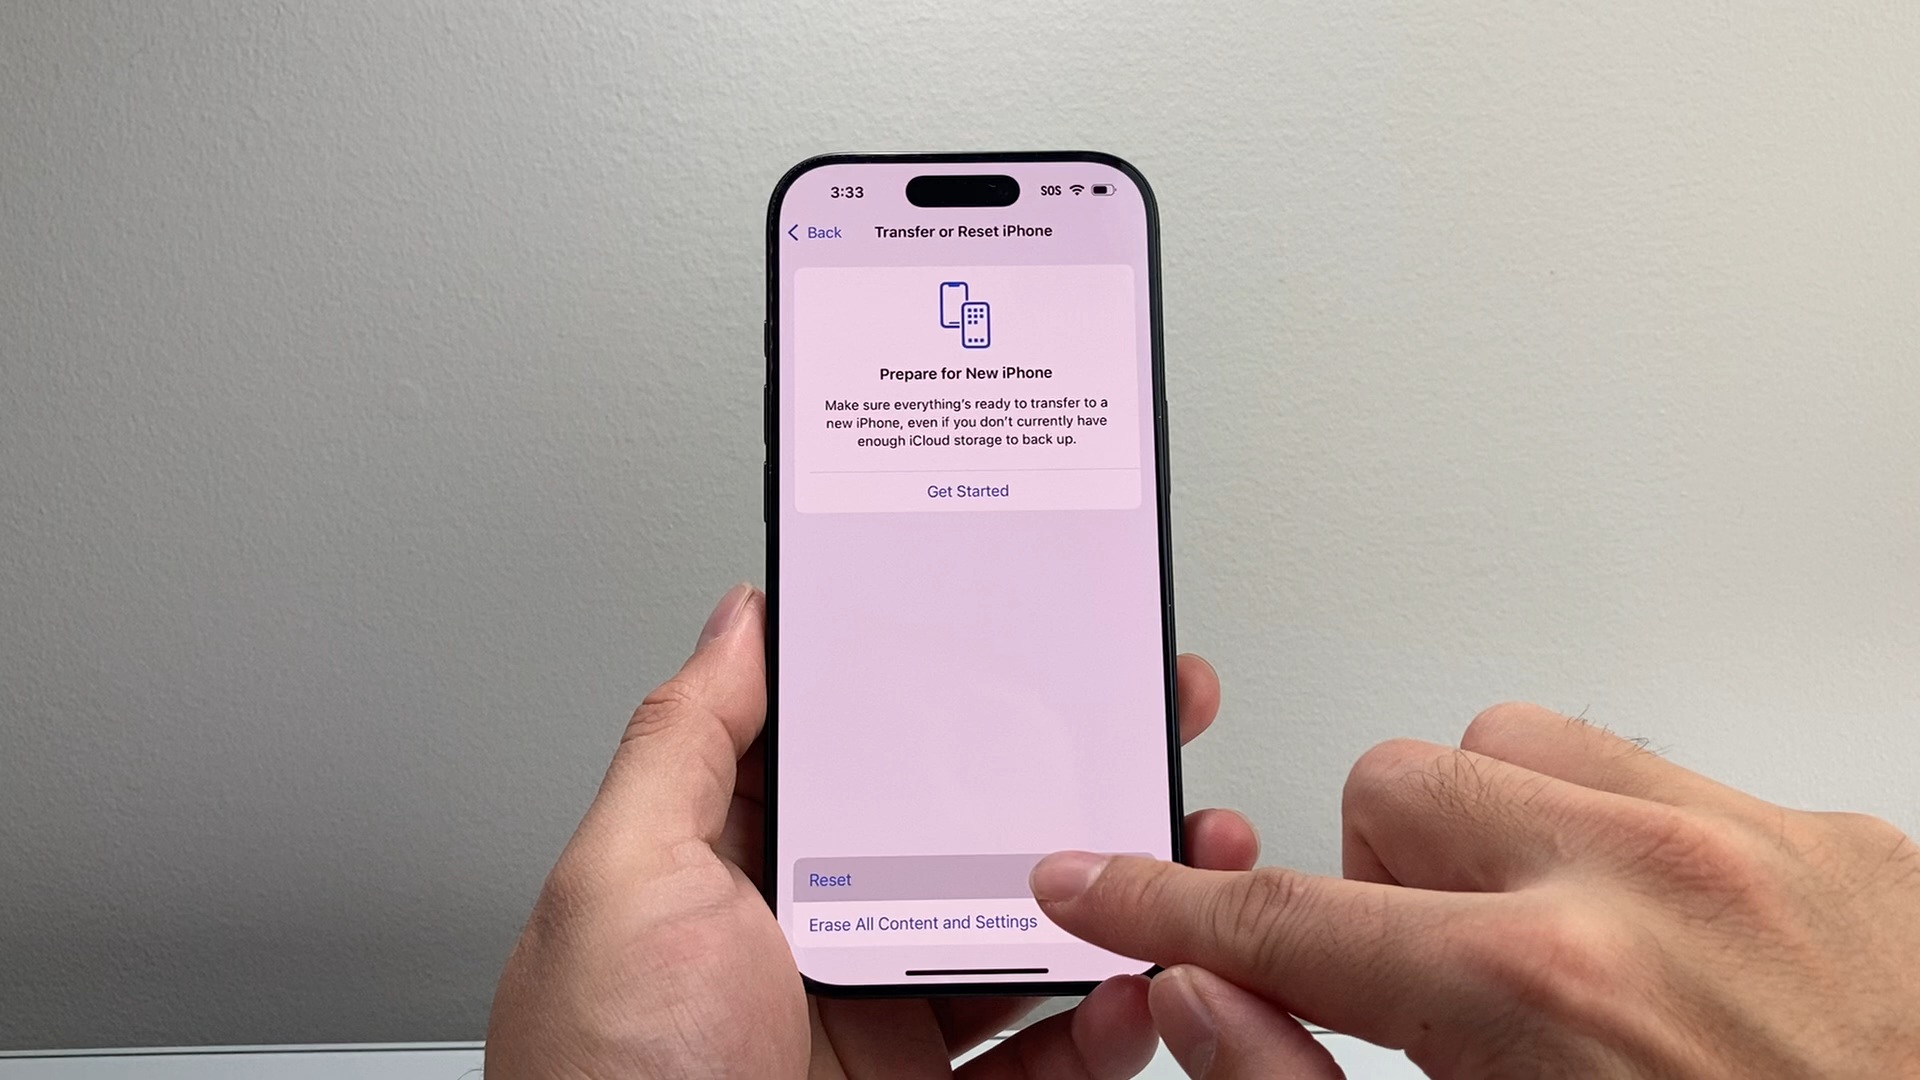 3:33
SOS
Back
Transfer or Reset iPhone
Prepare for New iPhone
Make sure everything's ready to transfer to a
new iPhone, even if you don't currently have
enough iCloud storage to back up.
Get Started
Reset
Erase All Content and Settings